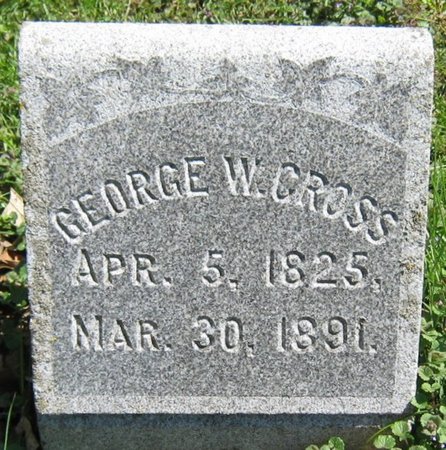 GEORGE W. CROSS
APR. 5, 1825,
MAR. 30, 1891.